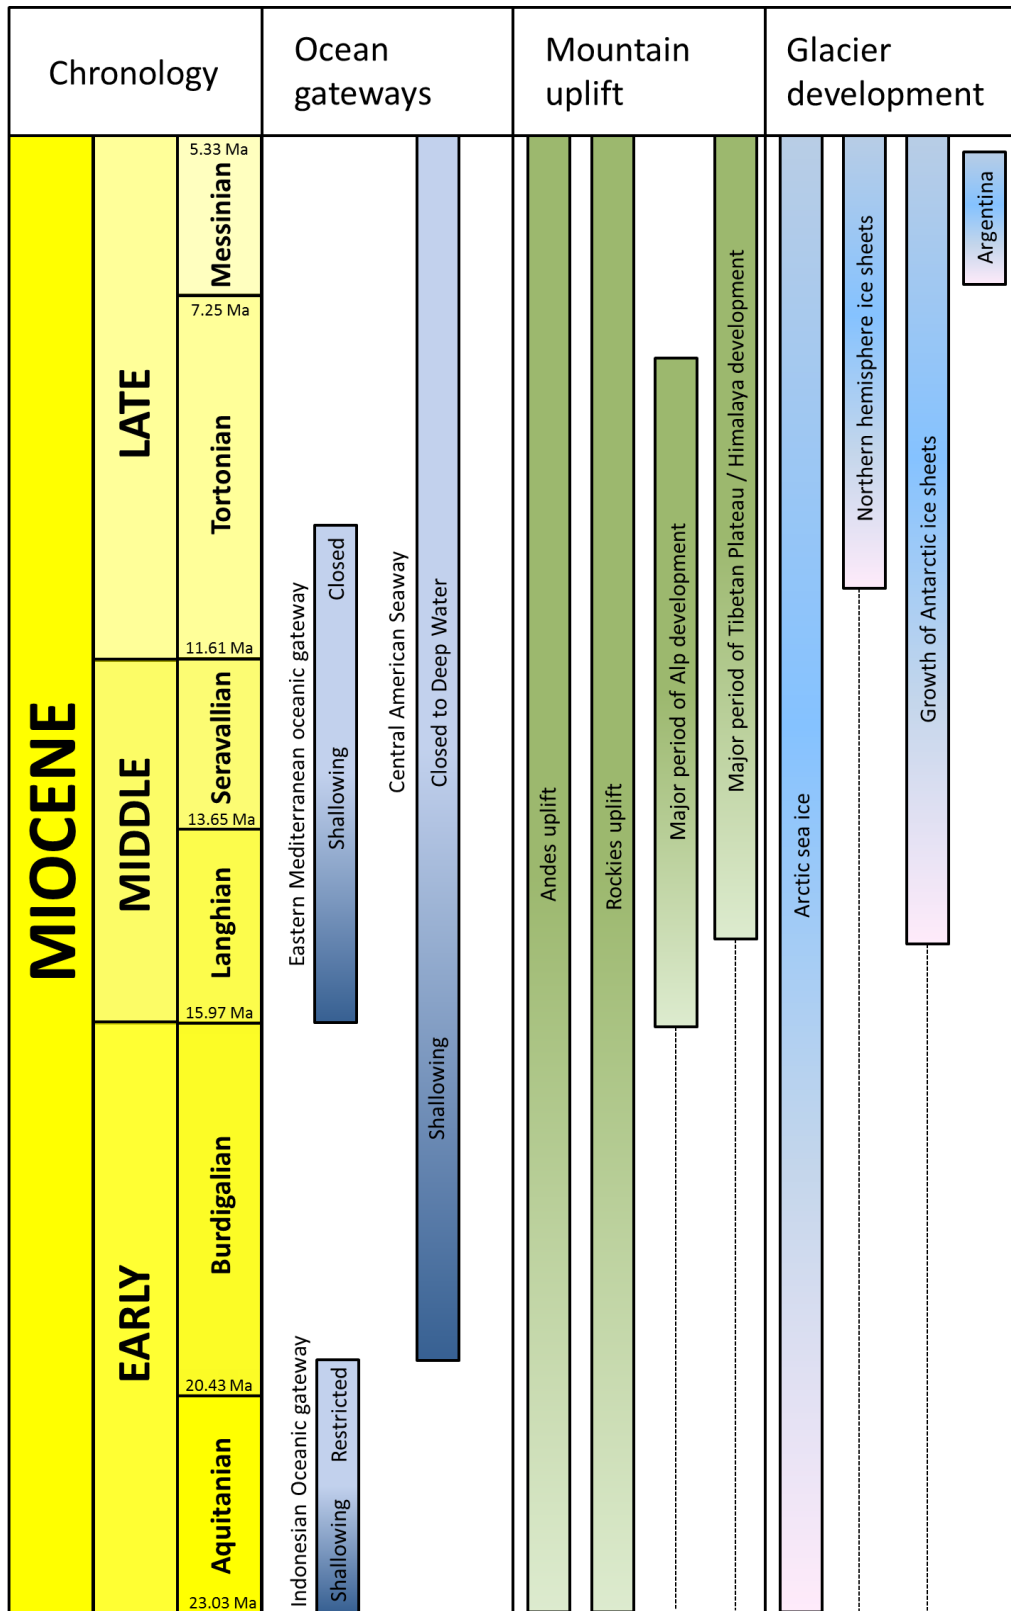 Chronology
Ocean
gateways
Mountain
uplift
Glacier
development
MIOCENE
LATE
MIDDLE
EARLY
5.33 Ma
Messinian
7.25 Ma
Tortonian
11.61 Ma
Seravallian
13.65 Ma
Langhian
15.97 Ma
Burdigalian
20.43 Ma
Aquitanian
23.03 Ma
Eastern Mediterranean oceanic gateway
Shallowing
Closed
Indonesian Oceanic gateway
Shallowing
Restricted
Central American Seaway
Shallowing
Closed to Deep Water
Andes uplift
Rockies uplift
Major period of Alp development
Major period of Tibetan Plateau / Himalaya development
Arctic sea ice
Northern hemisphere ice sheets
Growth of Antarctic ice sheets
Argentina